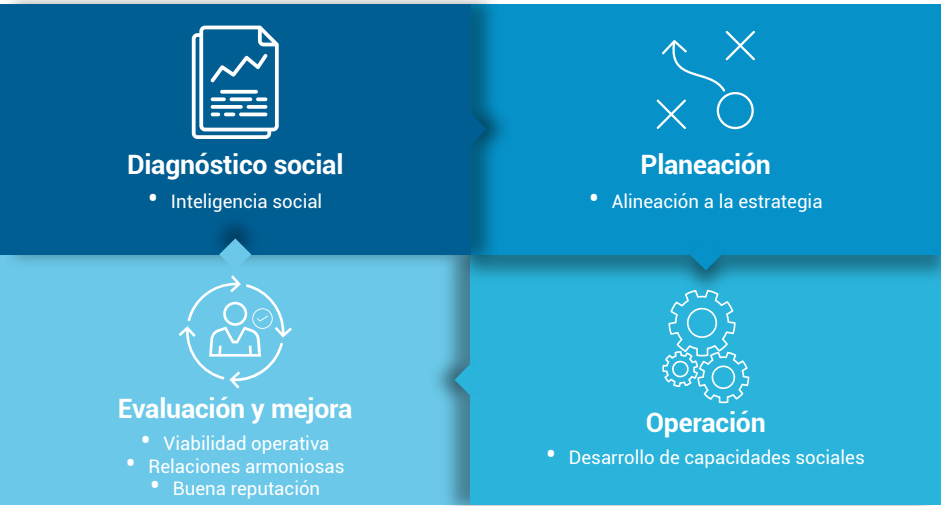 Diagnóstico social
• Inteligencia social
Planeación
• Alineación a la estrategia
Evaluación y mejora
• Viabilidad operativa
• Relaciones armoniosas
• Buena reputación
Operación
• Desarrollo de capacidades sociales